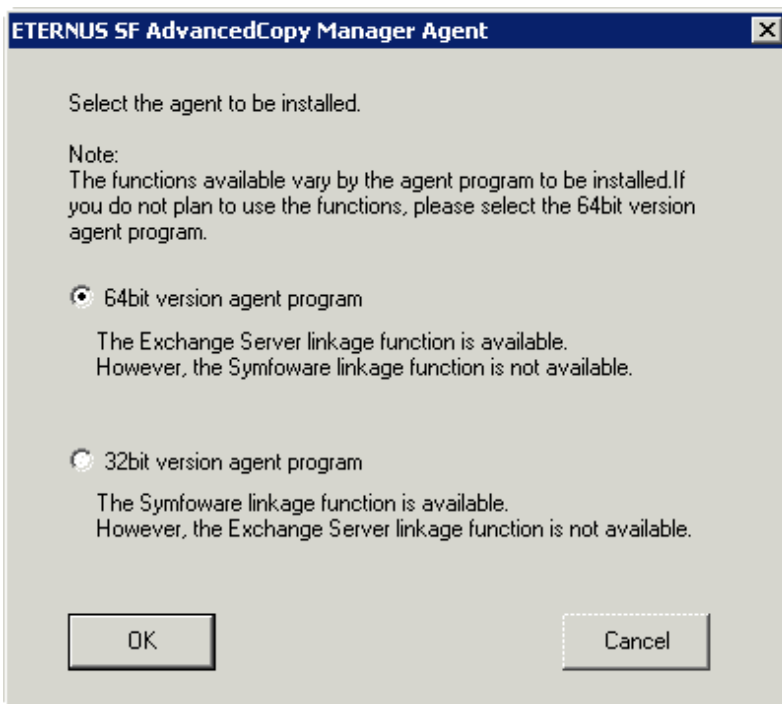 ETERNUS SF AdvancedCopy Manager Agent
Select the agent to be installed.
Note:
The functions available vary by the agent program to be installed.If
you do not plan to use the functions, please select the 64bit version
agent program.
64bit version agent program
The Exchange Server linkage function is available.
However, the Symfoware linkage function is not available.
32bit version agent program
The Symfoware linkage function is available.
However, the Exchange Server linkage function is not available.
OK
Cancel